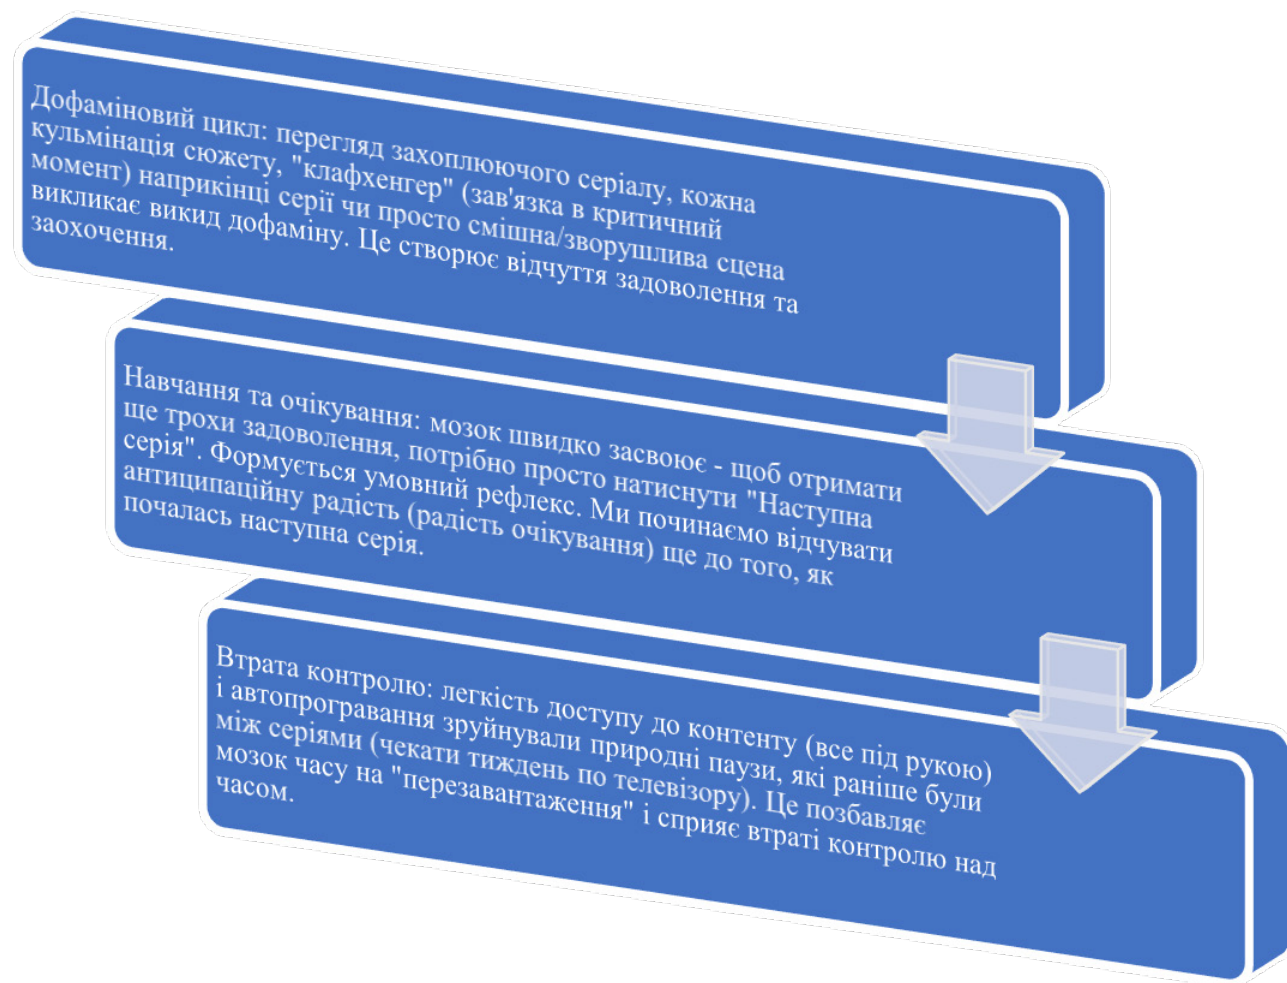 Дофаміновий цикл: перегляд захоплюючого серіалу, кожна
кульмінація сюжету, "клафхенгер" (зав'язка в критичний
момент) наприкінці серії чи просто смішна/зворушлива сцена
викликає викид дофаміну. Це створює відчуття задоволення та
заохочення.
Навчання та очікування: мозок швидко засвоює - щоб отримати
ще трохи задоволення, потрібно просто натиснути "Наступна
серія". Формується умовний рефлекс. Ми починаємо відчувати
антиципаційну радість (радість очікування) ще до того, як
почалась наступна серія.
Втрата контролю: легкість доступу до контенту (все під рукою)
і автопрогравання зруйнували природні паузи, які раніше були
між серіями (чекати тиждень по телевізору). Це позбавляє
мозок часу на "перезавантаження" і сприяє втраті контролю над
часом.